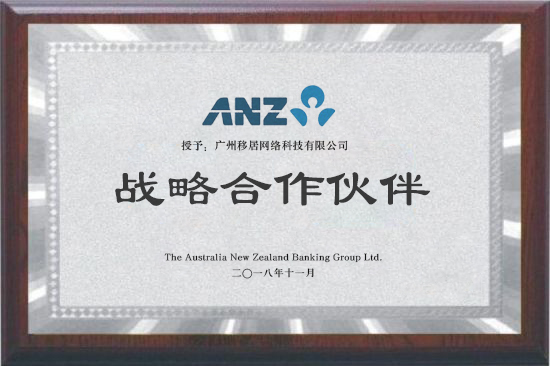 ANZ
授予：广州移居网络科技有限公司
战略合作伙伴
The Australia New Zealand Banking Group Ltd.
二〇一八年十一月